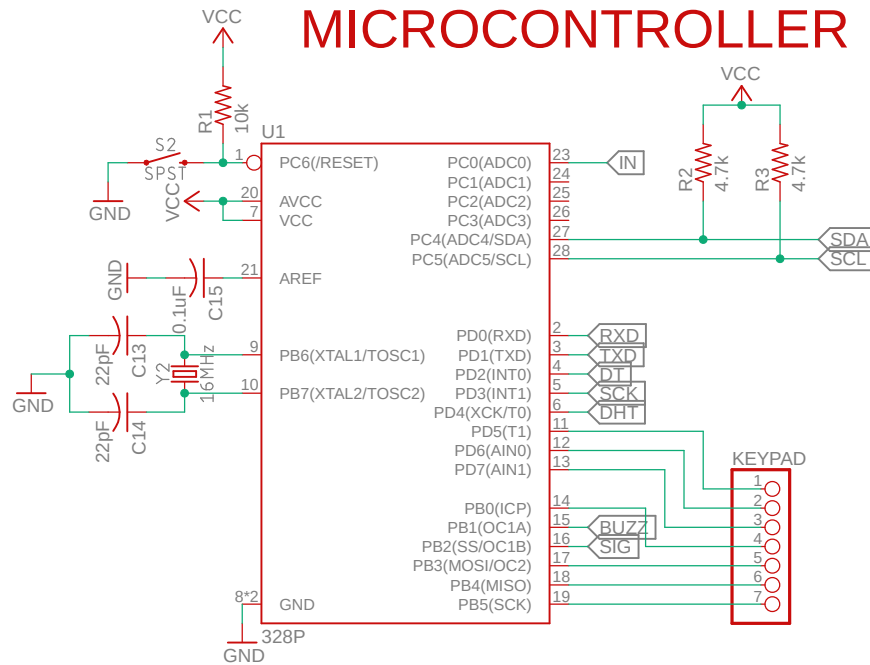 MICROCONTROLLER
VCC
R1
10k
S2
SPST
GND
VCC
U1
1 PC6(/RESET)
20 AVCC
7 VCC
21 AREF
GND
0.1uF
C15
9 PB6(XTAL1/TOSC1)
10 PB7(XTAL2/TOSC2)
22pF
C13
Y2
16MHz
GND
22pF
C14
8*2 GND
GND
328P
PC0(ADC0) 23 IN
PC1(ADC1) 24
PC2(ADC2) 25
PC3(ADC3) 26
PC4(ADC4/SDA) 27 SDA
PC5(ADC5/SCL) 28 SCL
VCC
R2
4.7k
R3
4.7k
PD0(RXD) 2 RXD
PD1(TXD) 3 TXD
PD2(INT0) 4 DT
PD3(INT1) 5 SCK
PD4(XCK/T0) 6 DHT
PD5(T1) 11
PD6(AIN0) 12
PD7(AIN1) 13
PB0(ICP) 14
PB1(OC1A) 15 BUZZ
PB2(SS/OC1B) 16 SIG
PB3(MOSI/OC2) 17
PB4(MISO) 18
PB5(SCK) 19
KEYPAD
1
2
3
4
5
6
7